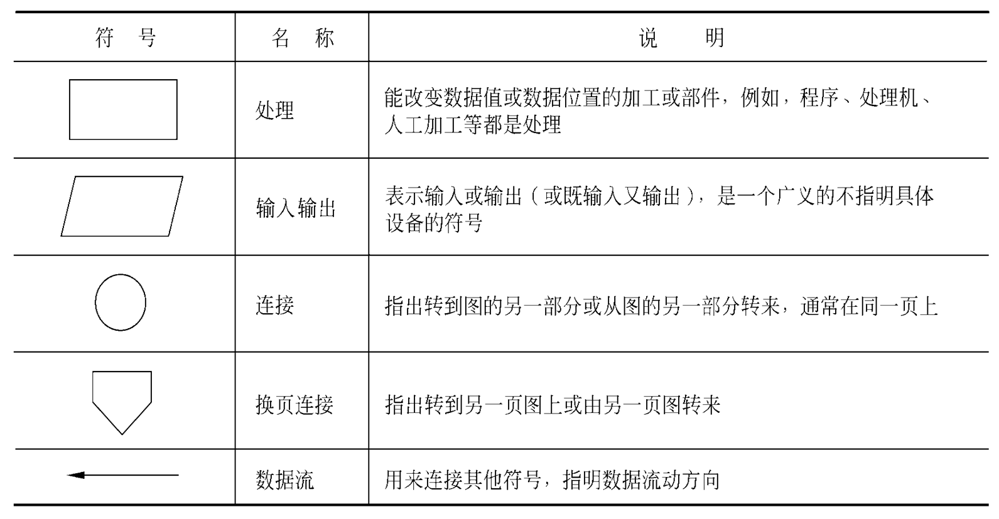 符号 名称 说明
处理
能改变数据值或数据位置的加工或部件，例如，程序、处理机、
人工加工等都是处理
输入输出
表示输入或输出（或既输入又输出），是一个广义的不指明具体
设备的符号
连接
指出转到图的另一部分或从图的另一部分转来，通常在同一页上
换页连接
指出转到另一页图上或由另一页图转来
数据流
用来连接其他符号，指明数据流动方向